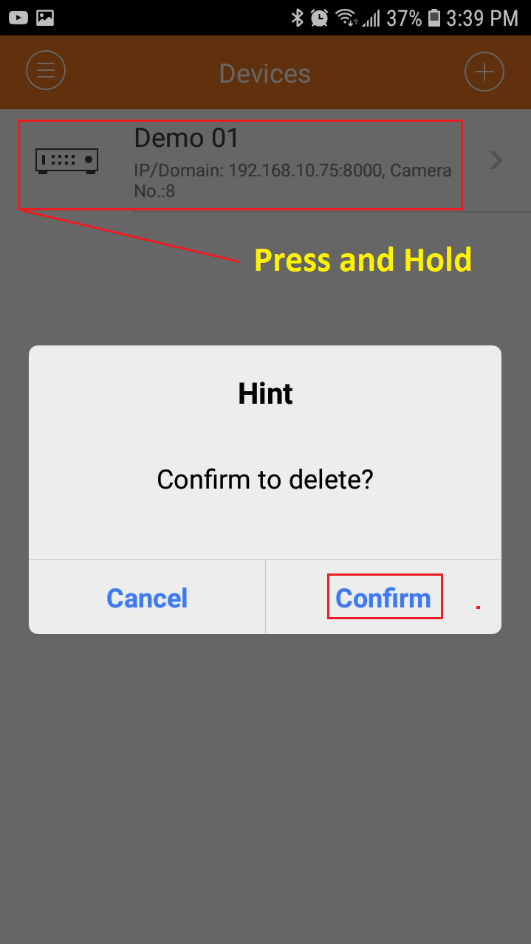 37% 3:39 PM
Devices
Demo 01
IP/Domain: 192.168.10.75:8000, Camera
No.:8
Press and Hold
Hint
Confirm to delete?
Cancel Confirm